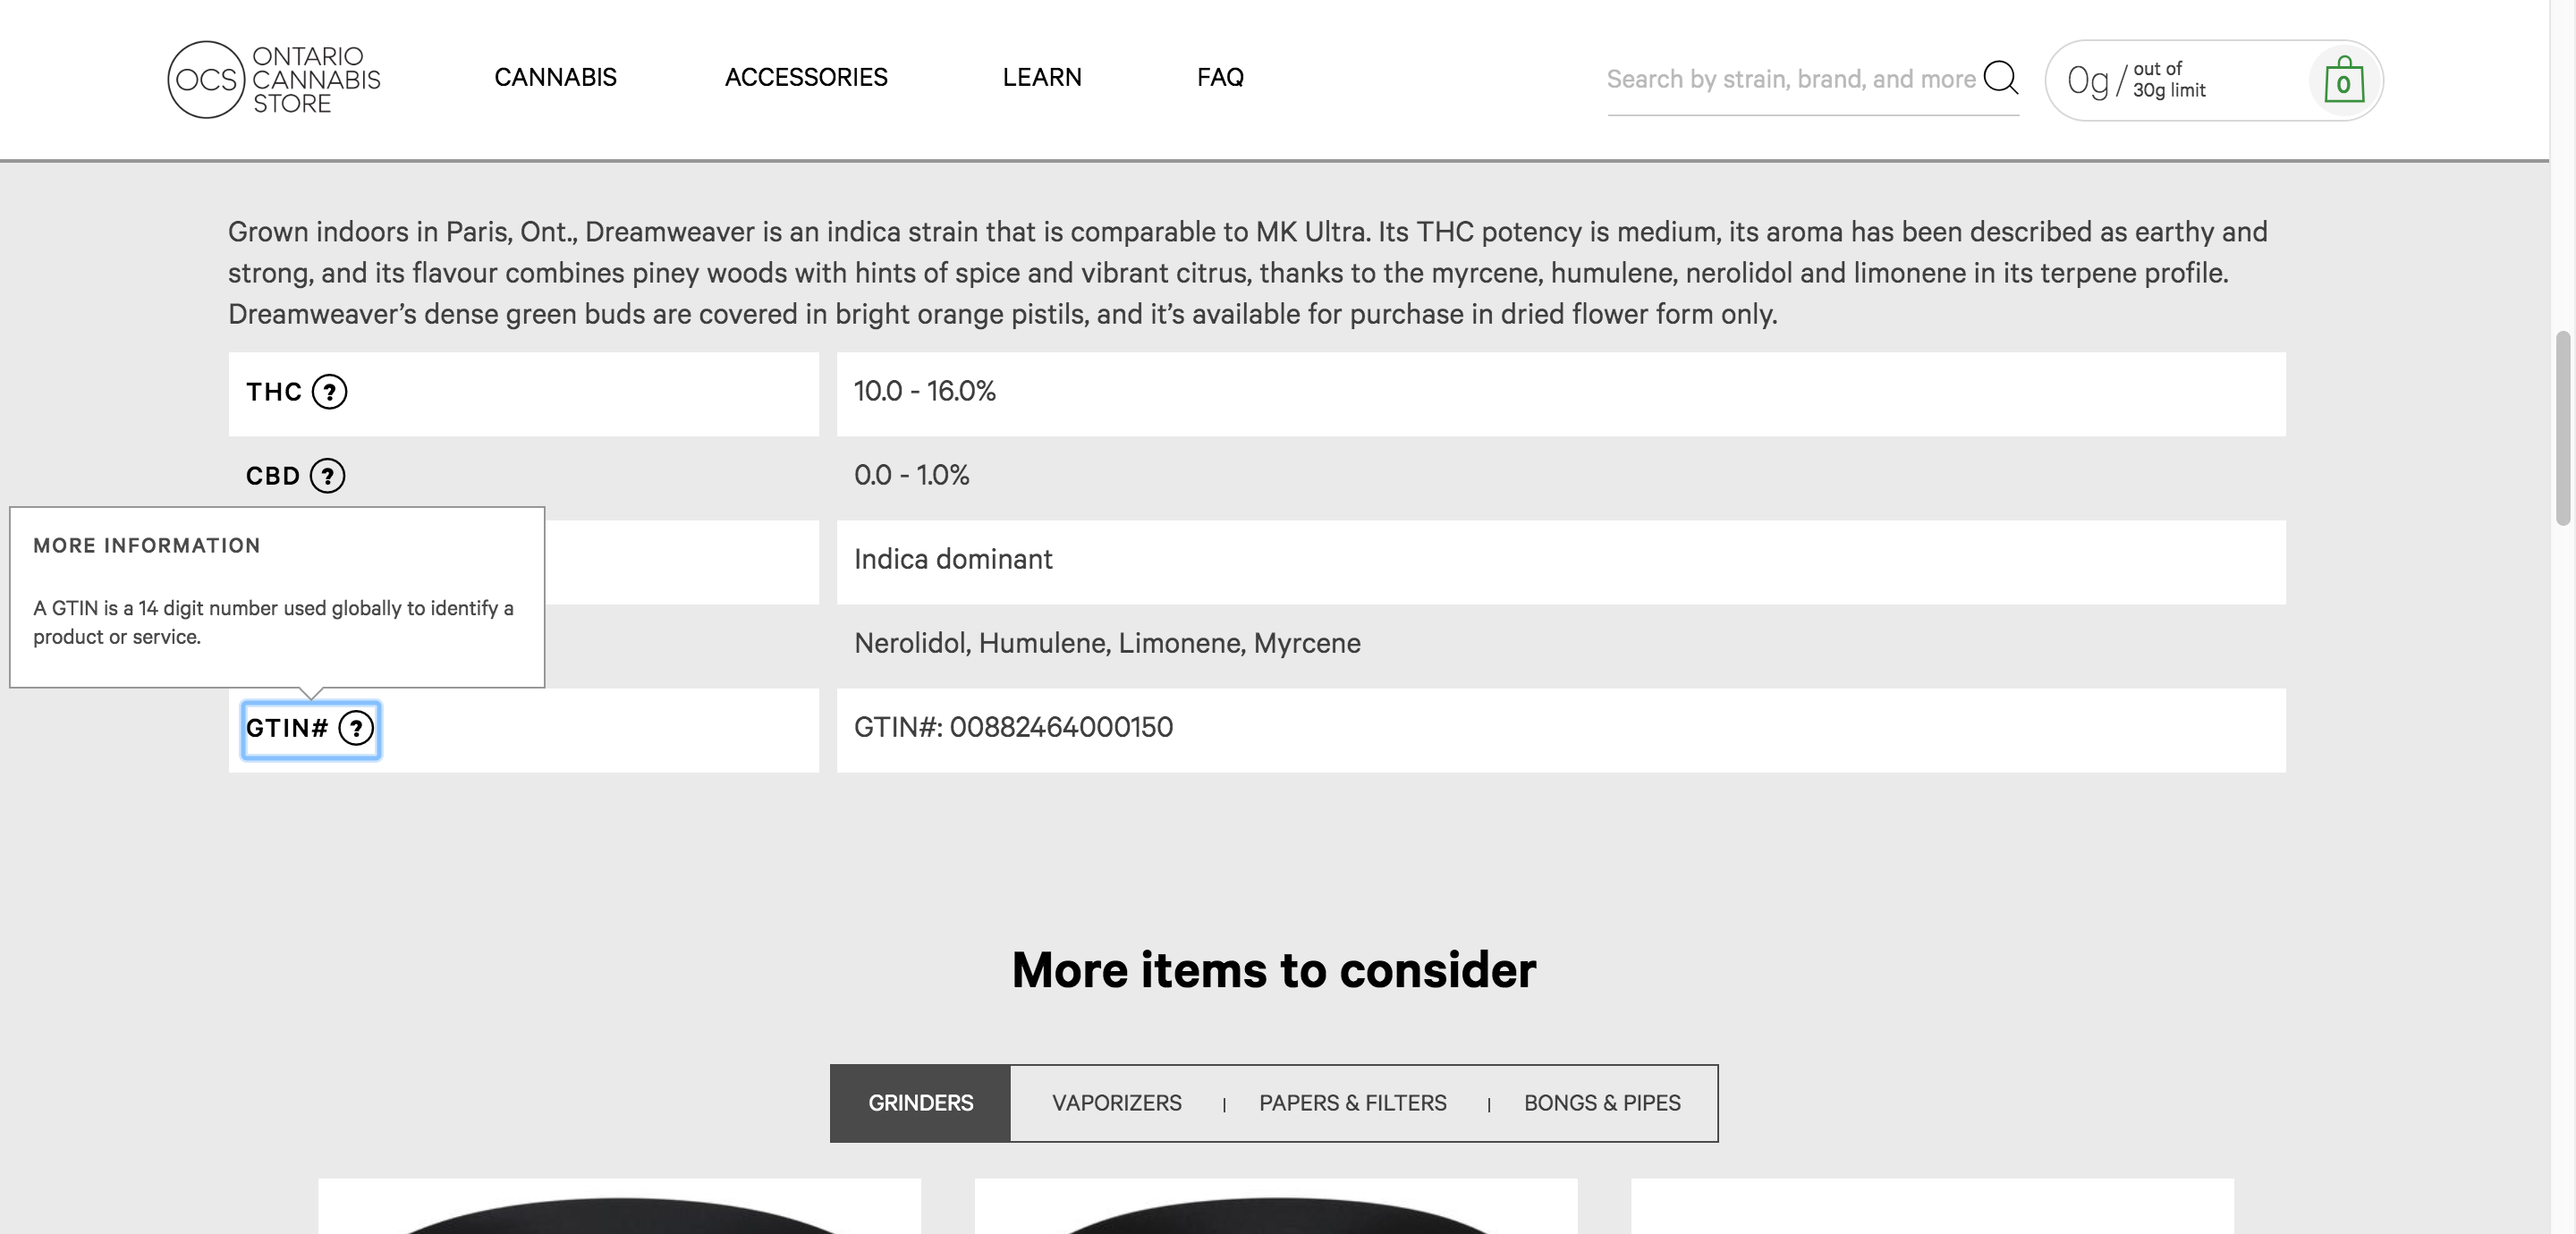 OCS
ONTARIO
CANNABIS
STORE
CANNABIS
ACCESSORIES
LEARN
FAQ
Search by strain, brand, and more
0g/
out of
30g limit
0
Grown indoors in Paris, Ont., Dreamweaver is an indica strain that is comparable to MK Ultra. Its THC potency is medium, its aroma has been described as earthy and
strong, and its flavour combines piney woods with hints of spice and vibrant citrus, thanks to the myrcene, humulene, nerolidol and limonene in its terpene profile.
Dreamweaver’s dense green buds are covered in bright orange pistils, and it’s available for purchase in dried flower form only.
THC ?
10.0 - 16.0%
CBD ?
0.0 - 1.0%
MORE INFORMATION
A GTIN is a 14 digit number used globally to identify a
product or service.
Indica dominant
Nerolidol, Humulene, Limonene, Myrcene
GTIN# ?
GTIN#: 00882464000150
More items to consider
GRINDERS
VAPORIZERS
PAPERS & FILTERS
BONGS & PIPES